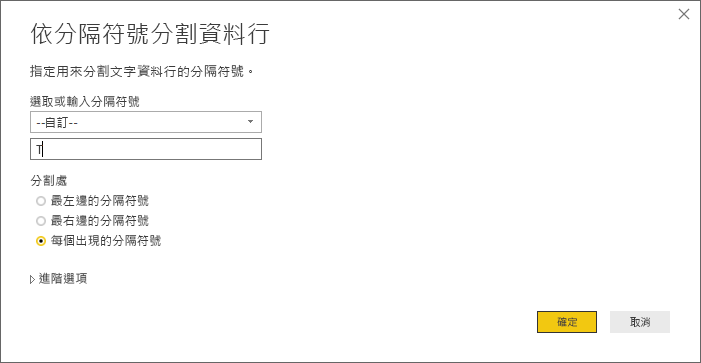 依分隔符號分割資料行
指定用來分割文字資料行的分隔符號。
選取或輸入分隔符號
--自訂--
T
分割處
最左邊的分隔符號
最右邊的分隔符號
每個出現的分隔符號
進階選項
確定
取消